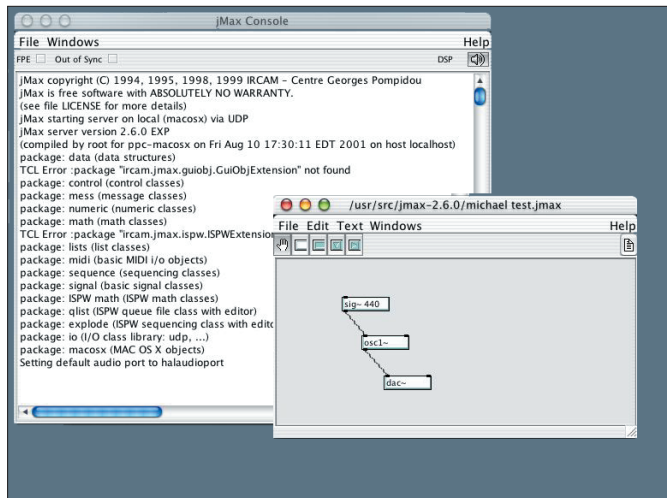 jMax Console
File Windows Help
FPE Out of Sync DSP
jMax copyright (C) 1994, 1995, 1998, 1999 IRCAM - Centre Georges Pompidou
jMax is free software with ABSOLUTELY NO WARRANTY.
(see file LICENSE for more details)
jMax starting server on local (macosx) via UDP
jMax server version 2.6.0 EXP
(compiled by root for ppc-macosx on Fri Aug 10 17:30:11 EDT 2001 on host localhost)
package: data (data structures)
TCL Error :package "ircam.jmax.guiobj.GuiObjExtension" not found
package: control (control classes)
package: mess (message classes)
package: numeric (numeric classes)
package: math (math classes)
TCL Error :package "ircam.jmax.ispw.ISPWExtension
package: lists (list classes)
package: midi (basic MIDI i/o objects)
package: sequence (sequencing classes)
package: signal (basic signal classes)
package: ISPW math (ISPW math classes)
package: qlist (ISPW queue file class with editor)
package: explode (ISPW sequencing class with edito
package: io (I/O class library: udp, ...)
package: macosx (MAC OS X objects)
Setting default audio port to halaudioport
/usr/src/jmax-2.6.0/michael test.jmax
File Edit Text Windows Help
sig~ 440
osc1~
dac~